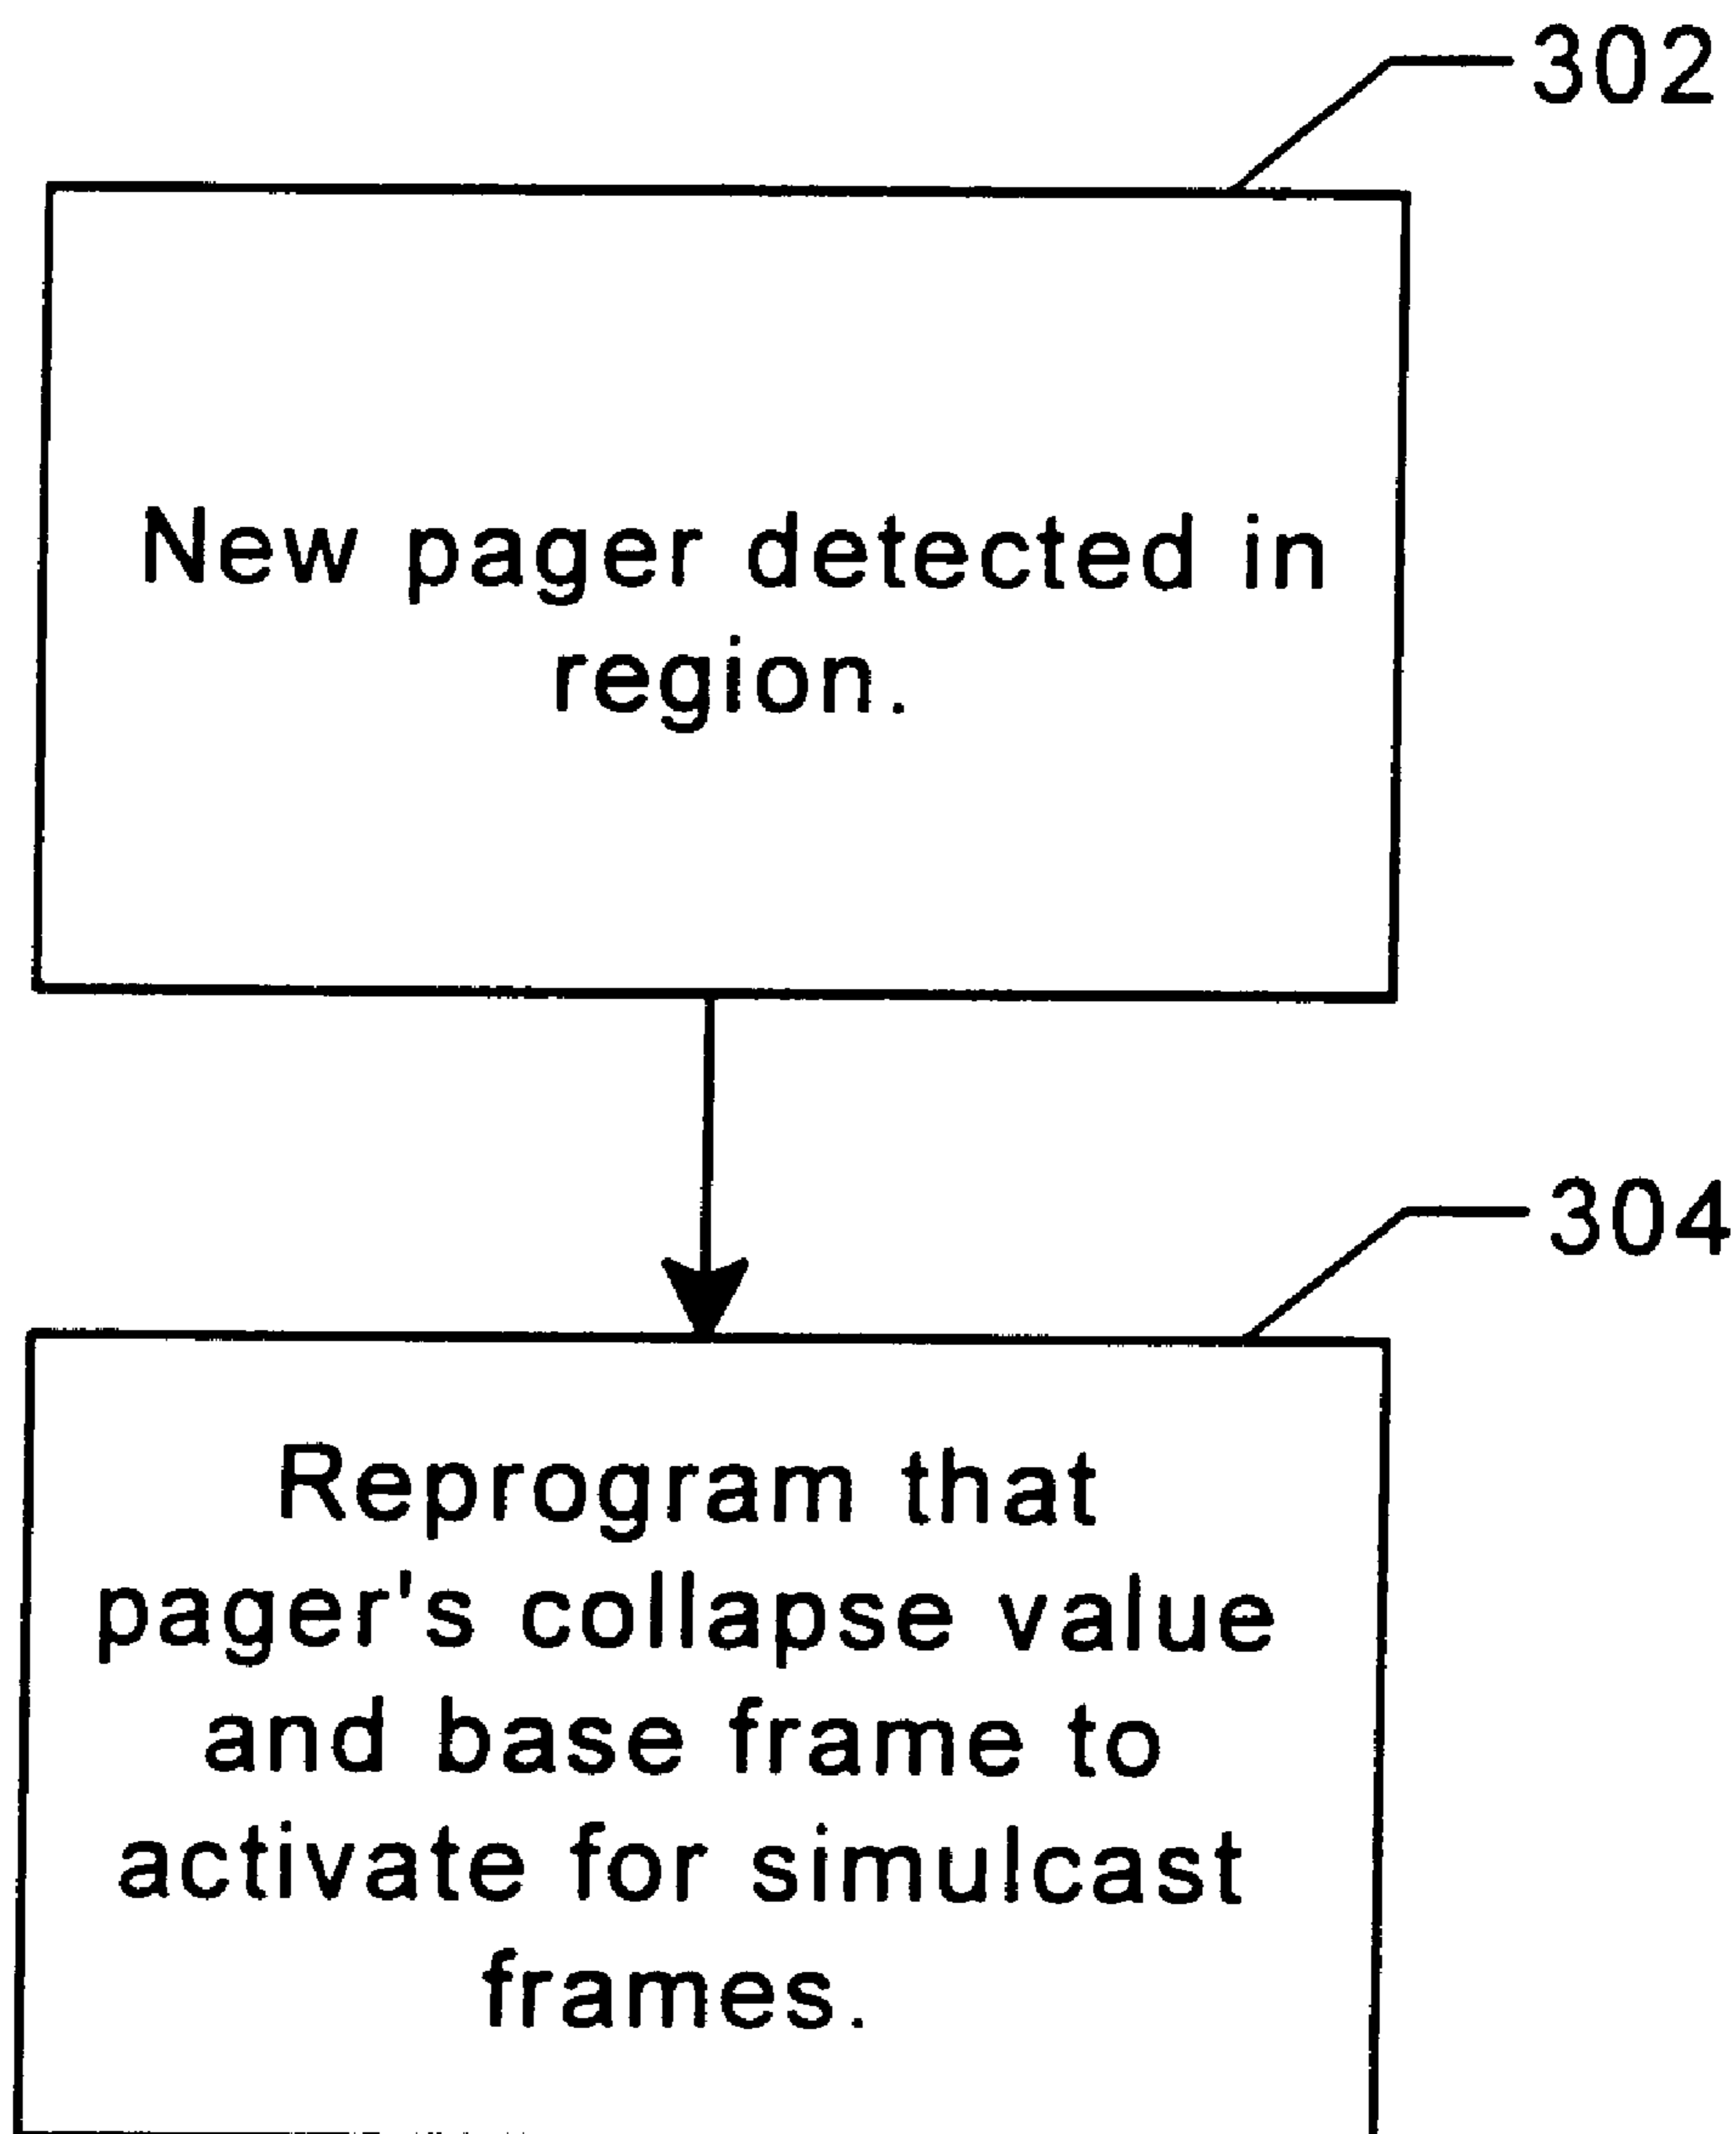 302
New pager detected in
region.
304
Reprogram that
pager's collapse value
and base frame to
activate for simulcast
frames.